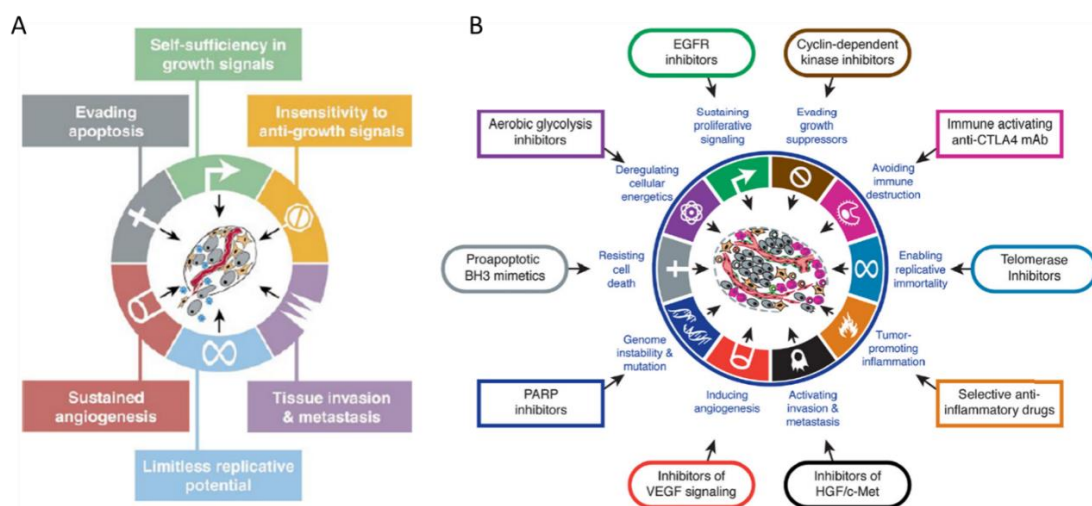 A
Self-sufficiency in
growth signals
Evading
apoptosis
Insensitivity to
anti-growth signals
Sustained
angiogenesis
Tissue invasion
& metastasis
Limitless replicative
potential
B
EGFR
inhibitors
Cyclin-dependent
kinase inhibitors
Aerobic glycolysis
inhibitors
Sustaining
proliferative
signaling
Evading
growth
suppressors
Immune activating
anti-CTLA4 mAb
Deregulating
cellular
energetics
Avoiding
immune
destruction
Proapoptotic
BH3 mimetics
Resisting
cell
death
Enabling
replicative
immortality
Telomerase
Inhibitors
Genome
instability &
mutation
Tumor-
promoting
inflammation
PARP
inhibitors
Inducing
angiogenesis
Activating
invasion &
metastasis
Selective anti-
inflammatory drugs
Inhibitors of
VEGF signaling
Inhibitors of
HGF/c-Met